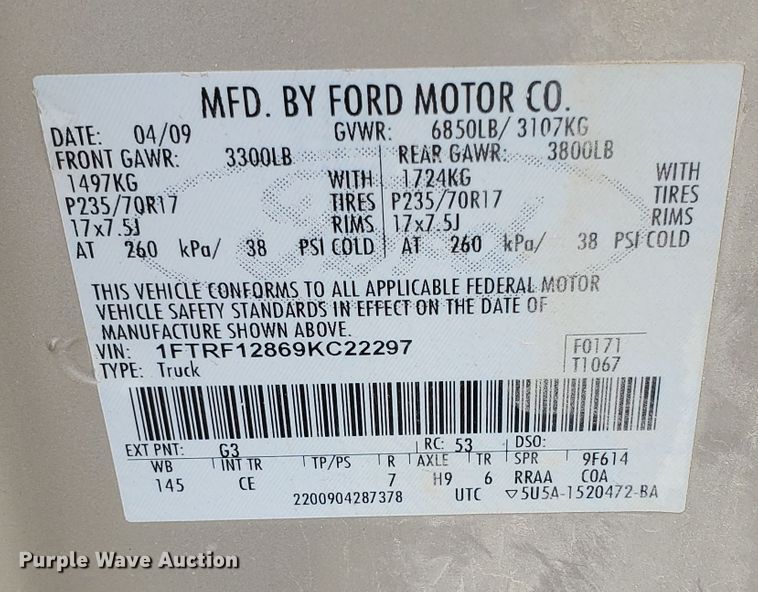 MFD. BY FORD MOTOR CO.
DATE: 04/09 GVWR: 6850LB/ 3107KG
FRONT GAWR: 3300LB REAR GAWR: 3800LB
1497KG WITH 1724KG WITH
P235/70R17 TIRES P235/70R17 TIRES
17x7.5J RIMS 17x7.5J RIMS
AT 260 kPa/ 38 PSI COLD AT 260 kPa/ 38 PSI COLD
THIS VEHICLE CONFORMS TO ALL APPLICABLE FEDERAL MOTOR
VEHICLE SAFETY STANDARDS IN EFFECT ON THE DATE OF
MANUFACTURE SHOWN ABOVE.
VIN: 1FTRF12869KC22297 F0171
TYPE: Truck T1067
EXT PNT: G3 RC: 53 DSO:
WB INT TR TP/PS R AXLE TR SPR 9F614
145 CE 7 H9 6 RRAA COA
2200904287378 UTC ▽5U5A-1520472-BA
Purple Wave Auction